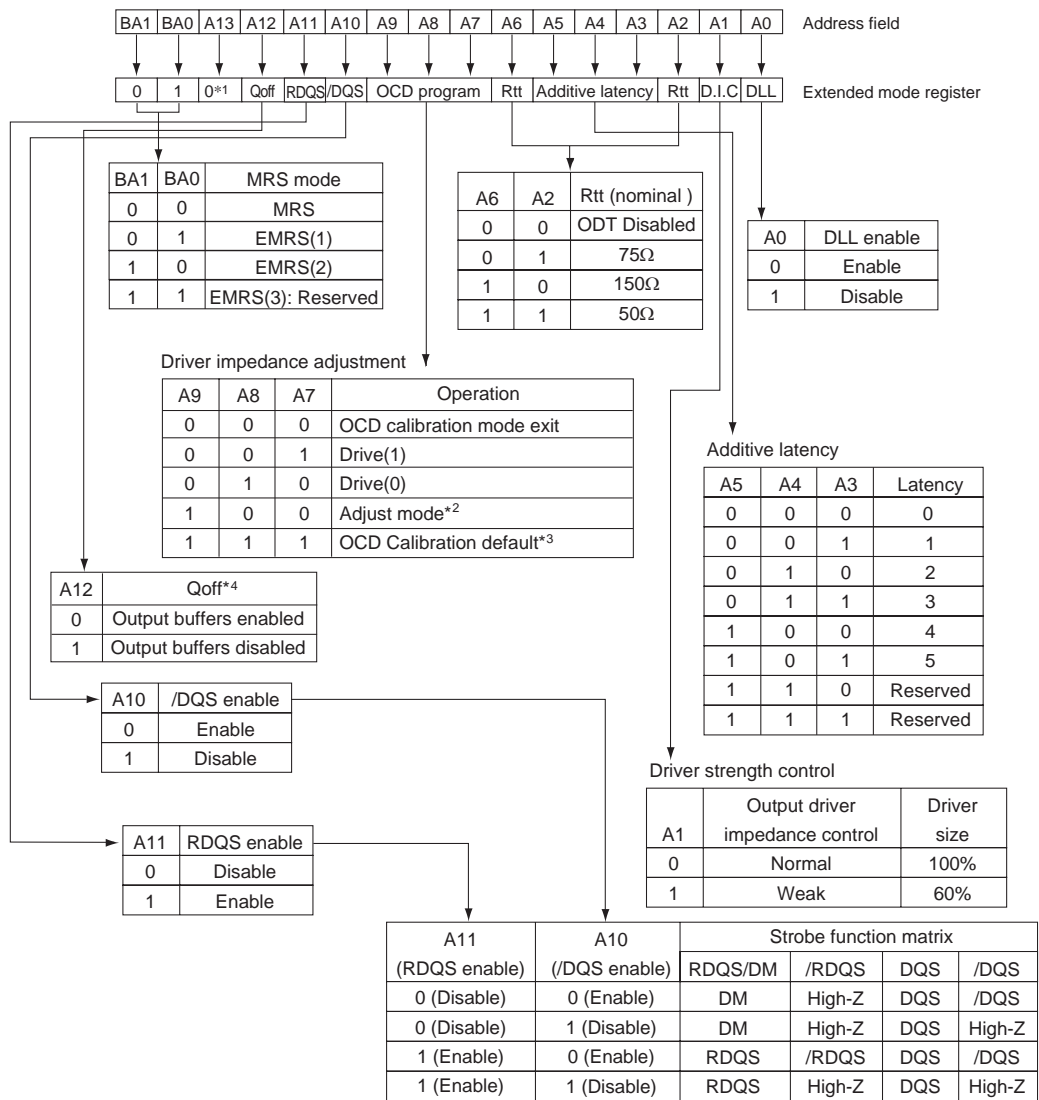 BA1 BA0 A13 A12 A11 A10 A9 A8 A7 A6 A5 A4 A3 A2 A1 A0 Address field
0 1 0*1 Qoff RDQS /DQS OCD program Rtt Additive latency Rtt D.I.C DLL Extended mode register
BA1 BA0 MRS mode
0 0 MRS
0 1 EMRS(1)
1 0 EMRS(2)
1 1 EMRS(3): Reserved
A6 A2 Rtt (nominal )
0 0 ODT Disabled
0 1 75Ω
1 0 150Ω
1 1 50Ω
A0 DLL enable
0 Enable
1 Disable
Driver impedance adjustment
A9 A8 A7 Operation
0 0 0 OCD calibration mode exit
0 0 1 Drive(1)
0 1 0 Drive(0)
1 0 0 Adjust mode*2
1 1 1 OCD Calibration default*3
Additive latency
A5 A4 A3 Latency
0 0 0 0
0 0 1 1
0 1 0 2
0 1 1 3
1 0 0 4
1 0 1 5
1 1 0 Reserved
1 1 1 Reserved
A12 Qoff*4
0 Output buffers enabled
1 Output buffers disabled
A10 /DQS enable
0 Enable
1 Disable
Driver strength control
A1 Output driver impedance control Driver size
0 Normal 100%
1 Weak 60%
A11 RDQS enable
0 Disable
1 Enable
A11 A10 Strobe function matrix
(RDQS enable) (/DQS enable) RDQS/DM /RDQS DQS /DQS
0 (Disable) 0 (Enable) DM High-Z DQS /DQS
0 (Disable) 1 (Disable) DM High-Z DQS High-Z
1 (Enable) 0 (Enable) RDQS /RDQS DQS /DQS
1 (Enable) 1 (Disable) RDQS High-Z DQS High-Z